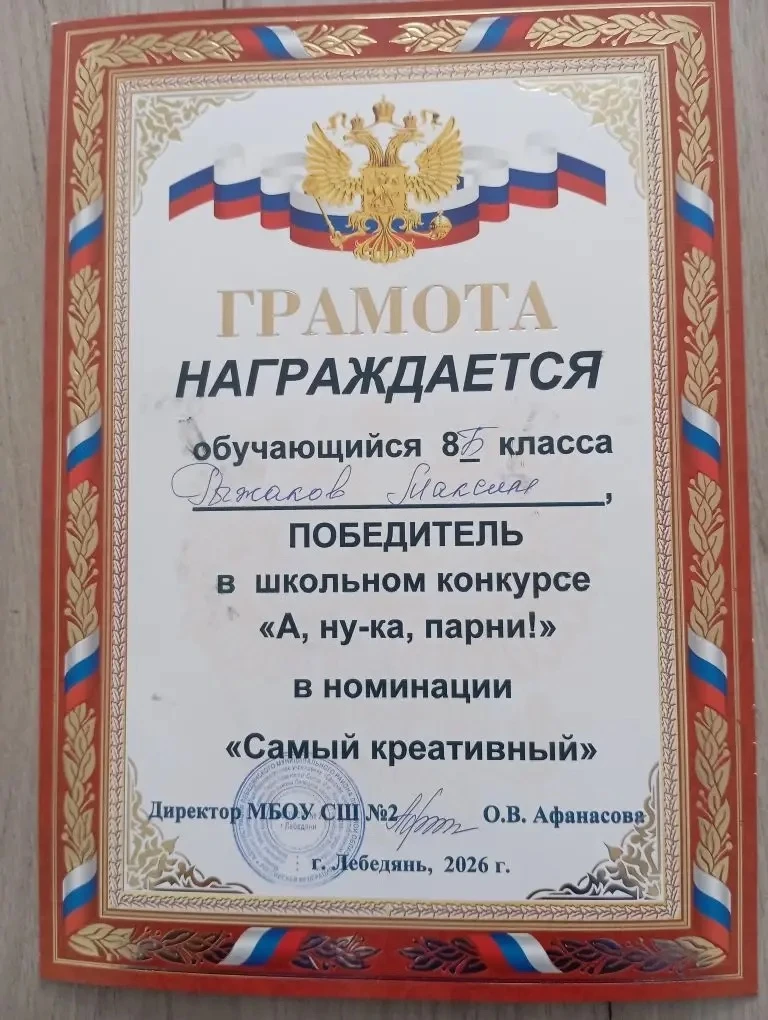 ГРАМОТА
НАГРАЖДАЕТСЯ
обучающийся 8Б класса
Рыжаков Максим,
ПОБЕДИТЕЛЬ
в школьном конкурсе
«А, ну-ка, парни!»
в номинации
«Самый креативный»
Директор МБОУ СШ №2 О.В. Афанасова
г. Лебедянь, 2026 г.